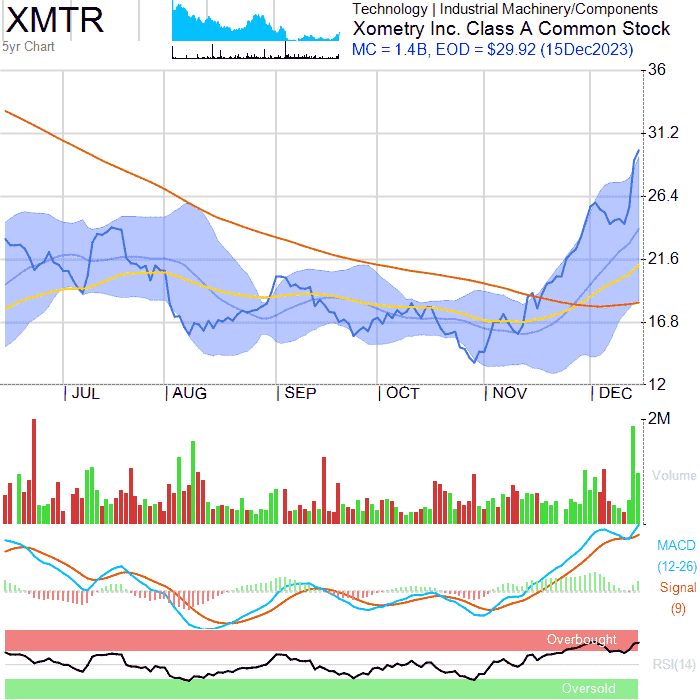 XMTR
5yr Chart
Technology | Industrial Machinery/Components
Xometry Inc. Class A Common Stock
MC = 1.4B, EOD = $29.92 (15Dec2023)
36
31.2
26.4
21.6
16.8
12
JUL AUG SEP OCT NOV DEC
2M
Volume
MACD
(12-26)
Signal
(9)
Overbought
RSI(14)
Oversold